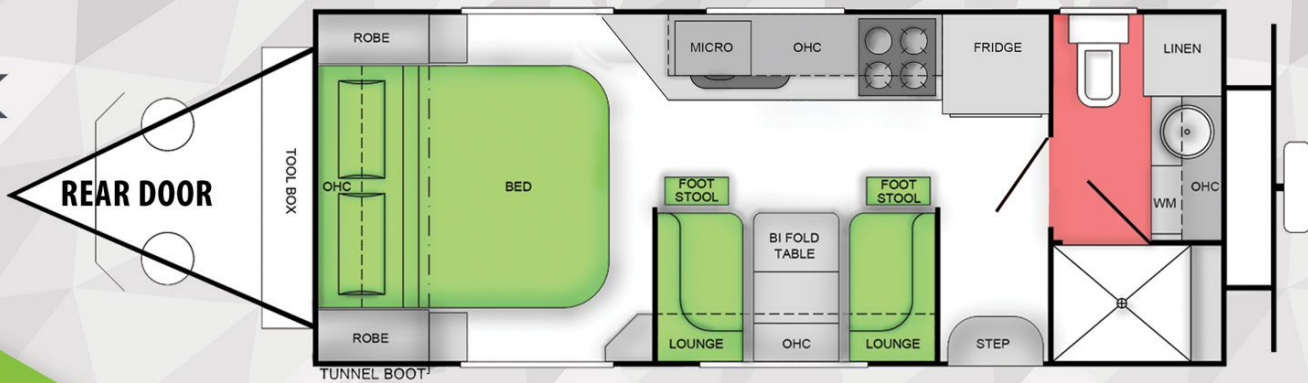 ROBE
MICRO
OHC
FRIDGE
LINEN
REAR DOOR
TOOL BOX
OHC
BED
FOOT
STOOL
FOOT
STOOL
WM
OHC
BI FOLD
TABLE
ROBE
LOUNGE
OHC
LOUNGE
STEP
TUNNEL BOOT